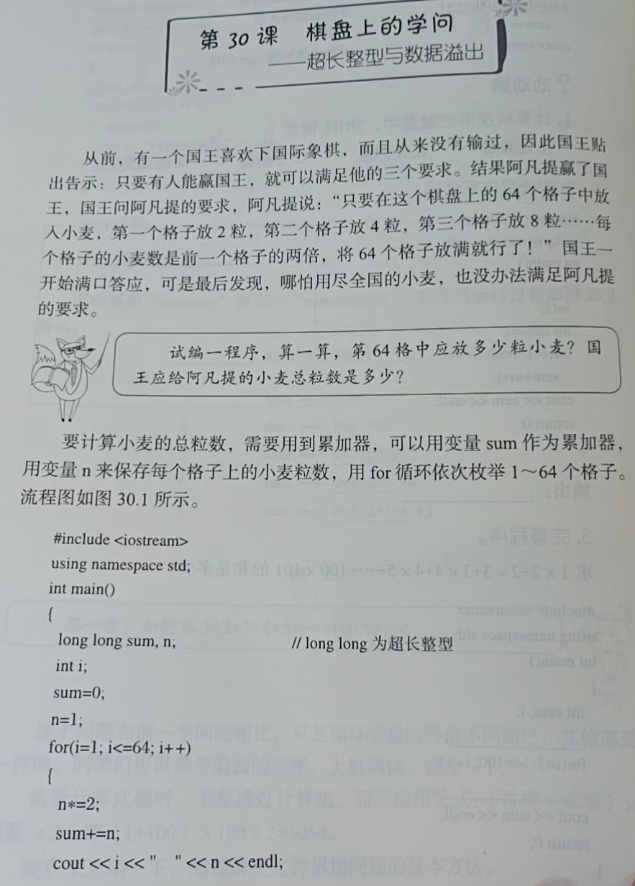 第 30 课 棋盘上的学问
——超长整型与数据溢出
从前，有一个国王喜欢下国际象棋，而且从来没有输过，因此国王贴
出告示：只要有人能赢国王，就可以满足他的三个要求。结果阿凡提赢了国
王，国王问阿凡提的要求，阿凡提说：“只要在这个棋盘上的 64 个格子中放
入小麦，第一个格子放 2 粒，第二个格子放 4 粒，第三个格子放 8 粒……每
个格子的小麦数是前一个格子的两倍，将 64 个格子放满就行了！”国王一
开始满口答应，可是最后发现，哪怕用尽全国的小麦，也没办法满足阿凡提
的要求。
试编一程序，算一算，第 64 格中应放多少粒小麦？国
王应给阿凡提的小麦总粒数是多少？
要计算小麦的总粒数，需要用到累加器，可以用变量 sum 作为累加器，
用变量 n 来保存每个格子上的小麦粒数，用 for 循环依次枚举 1～64 个格子。
流程图如图 30.1 所示。
#include <iostream>
using namespace std;
int main()
{
long long sum, n; // long long 为超长整型
int i;
sum=0;
n=1;
for(i=1; i<=64; i++)
{
n*=2;
sum+=n;
cout << i << " " << n << endl;